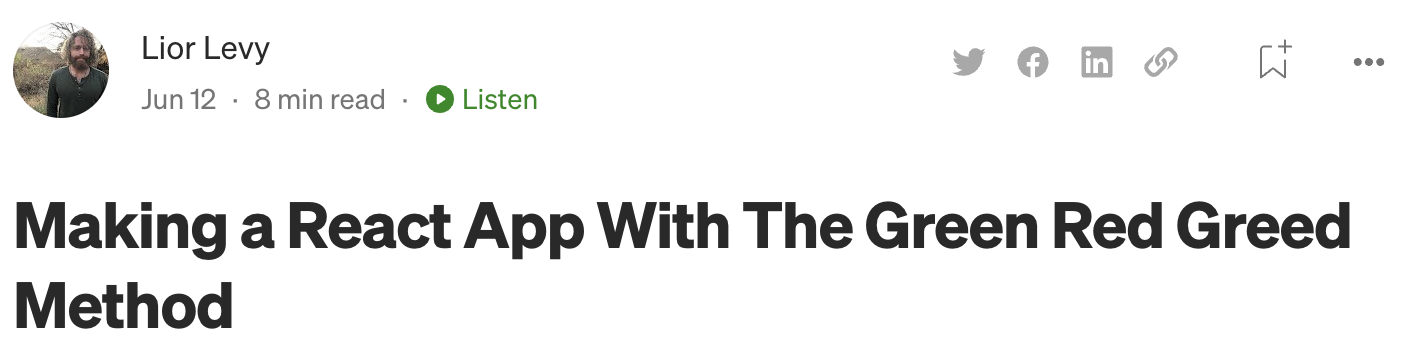 Lior Levy
Jun 12 · 8 min read · Listen
Making a React App With The Green Red Greed
Method